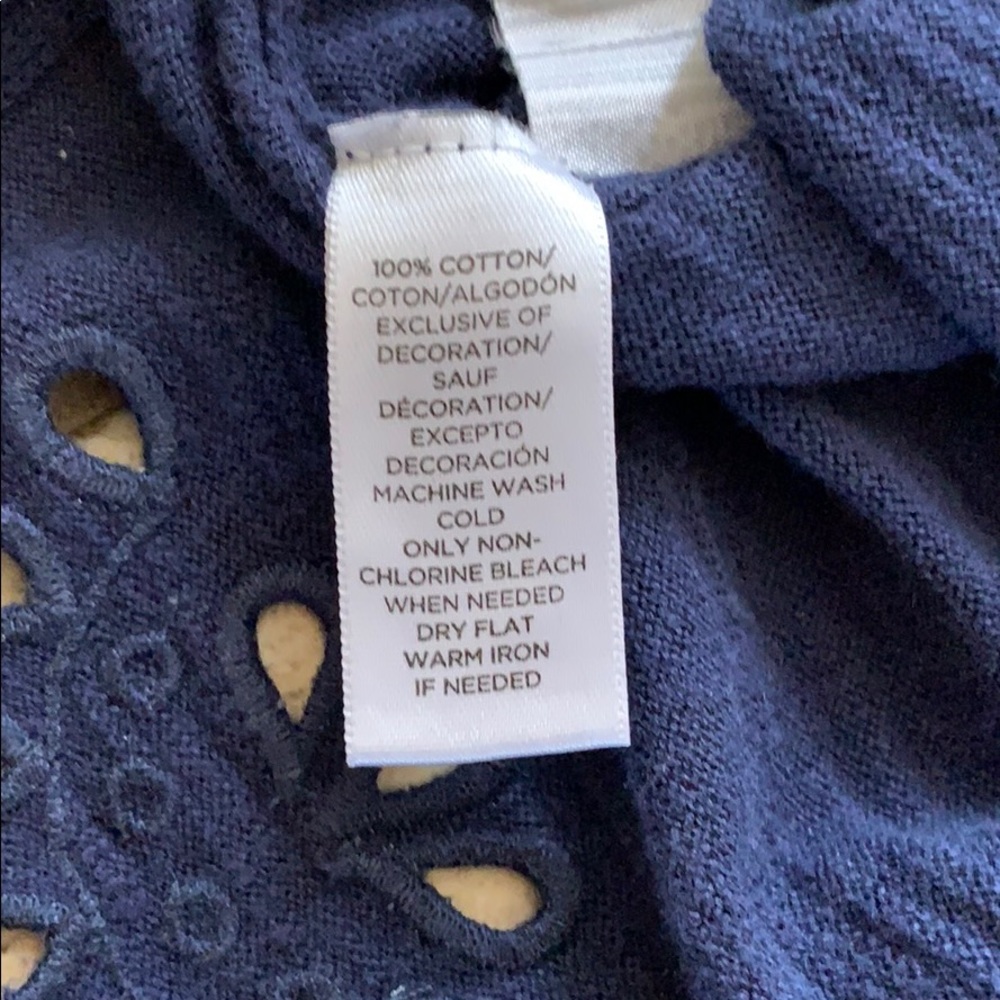 100% COTTON/
COTON/ALGODÓN
EXCLUSIVE OF
DECORATION/
SAUF
DÉCORATION/
EXCEPTO
DECORACIÓN
MACHINE WASH
COLD
ONLY NON-
CHLORINE BLEACH
WHEN NEEDED
DRY FLAT
WARM IRON
IF NEEDED